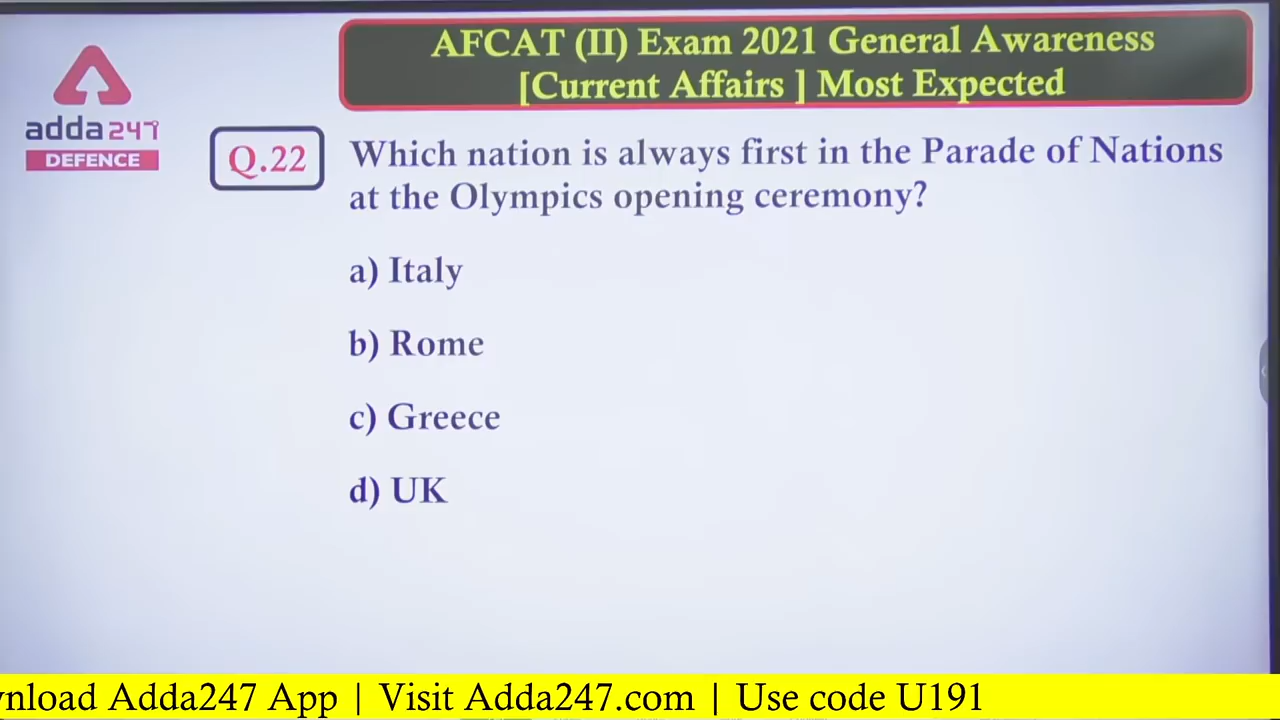 AFCAT (II) Exam 2021 General Awareness
[Current Affairs ] Most Expected
adda247
DEFENCE
Q.22
Which nation is always first in the Parade of Nations
at the Olympics opening ceremony?
a) Italy
b) Rome
c) Greece
d) UK
nload Adda247 App | Visit Adda247.com | Use code U191